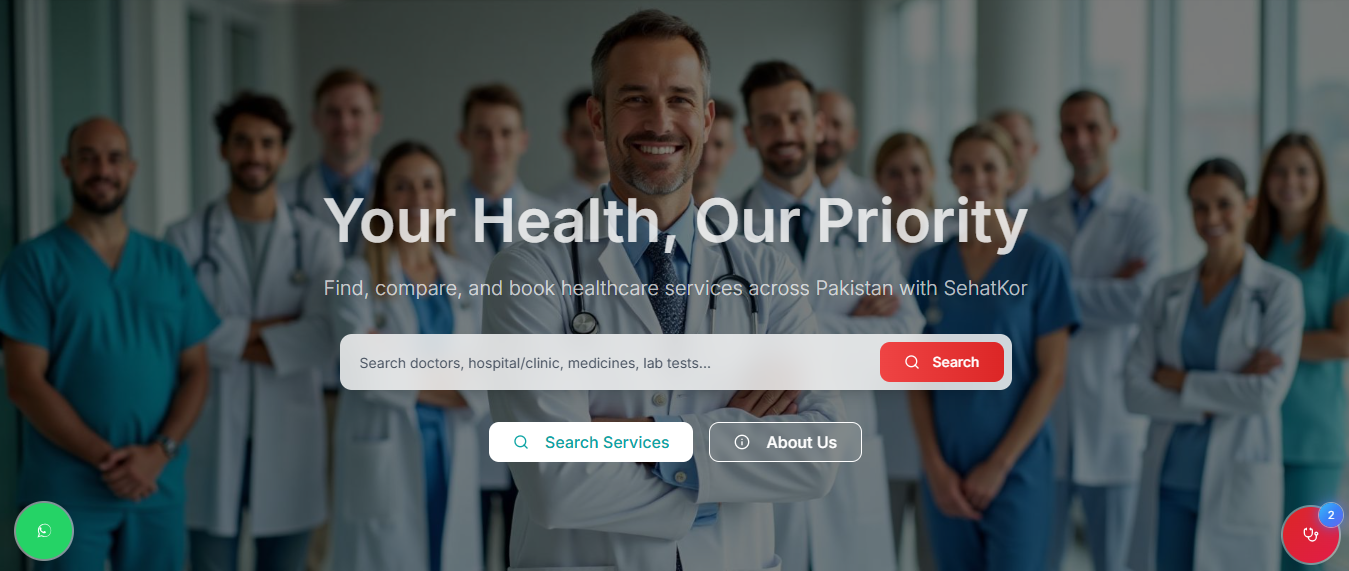 Your Health, Our Priority
Find, compare, and book healthcare services across Pakistan with SehatKor
Search doctors, hospital/clinic, medicines, lab tests...
Search
Search Services
About Us
2